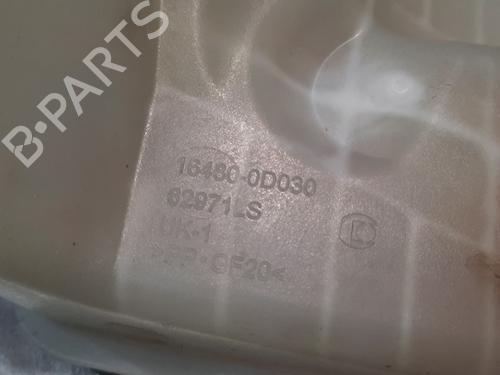 B-PARTS
16480-0D030
62971LS
UK-1
>PP-GF20<